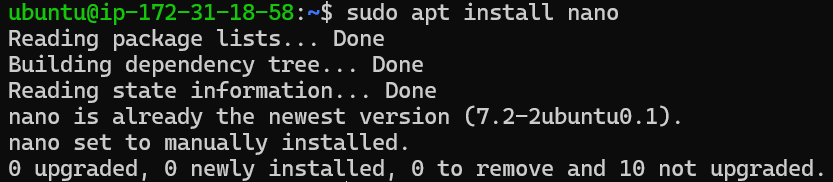 ubuntu@ip-172-31-18-58:~$ sudo apt install nano
Reading package lists... Done
Building dependency tree... Done
Reading state information... Done
nano is already the newest version (7.2-2ubuntu0.1).
nano set to manually installed.
0 upgraded, 0 newly installed, 0 to remove and 10 not upgraded.